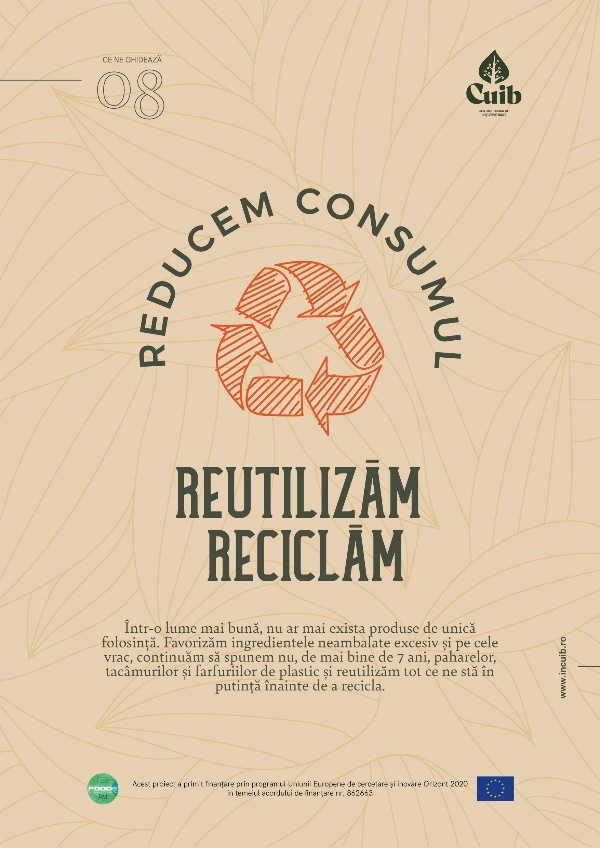 CE NE GHIDEAZĂ
08
Cuib
REDUCEM CONSUMUL
REUTILIZĂM
RECICLĂM
Într-o lume mai bună, nu ar mai exista produse de unică
folosință. Favorizăm ingredientele neambalate excesiv și pe cele
vrac, continuăm să spunem nu, de mai bine de 7 ani, paharelor,
tacâmurilor și farfuriilor de plastic și reutilizăm tot ce ne stă în
putință înainte de a recicla.
www.incuib.ro
Acest proiect a primit finanțare prin programul Uniunii Europene de cercetare și inovare Orizont 2020
în temeiul acordului de finanțare nr. 862663